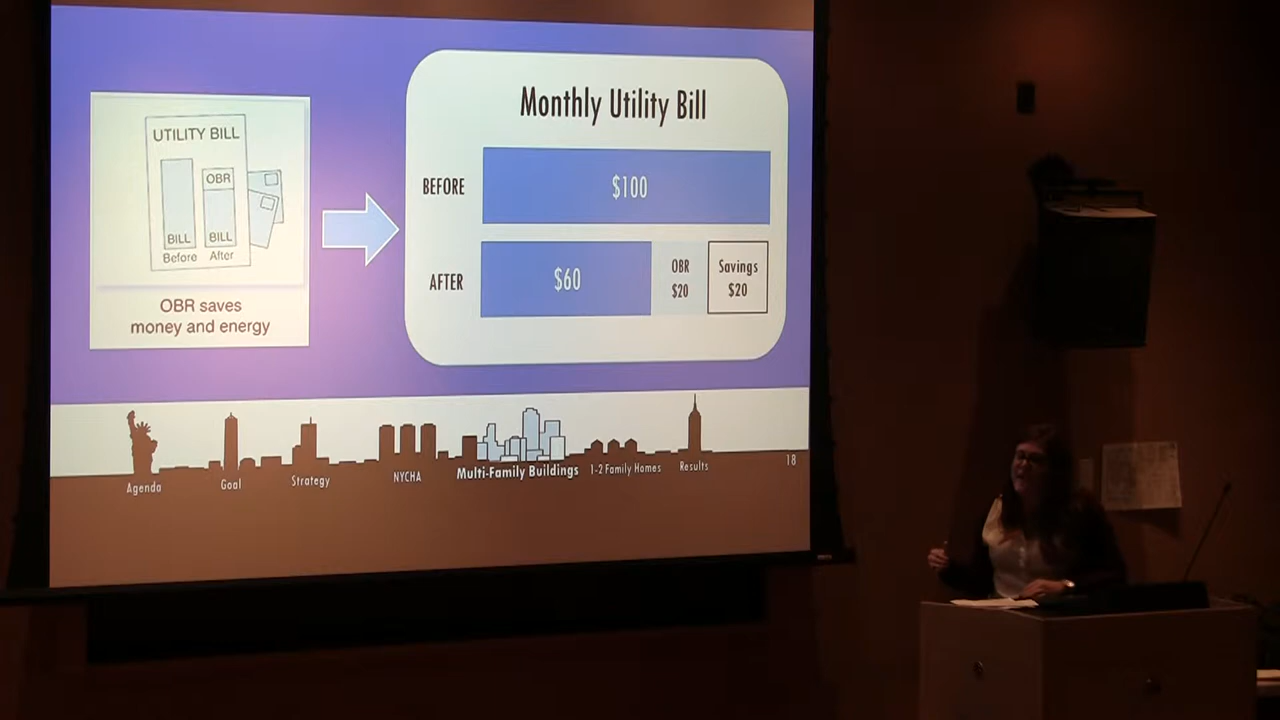 UTILITY BILL
OBR
BILL
BILL
Before
After
OBR saves
money and energy
Monthly Utility Bill
BEFORE
$100
AFTER
$60
OBR
$20
Savings
$20
Agenda
Goal
Strategy
NYCHA
Multi-Family Buildings
1-2 Family Homes
Results
18